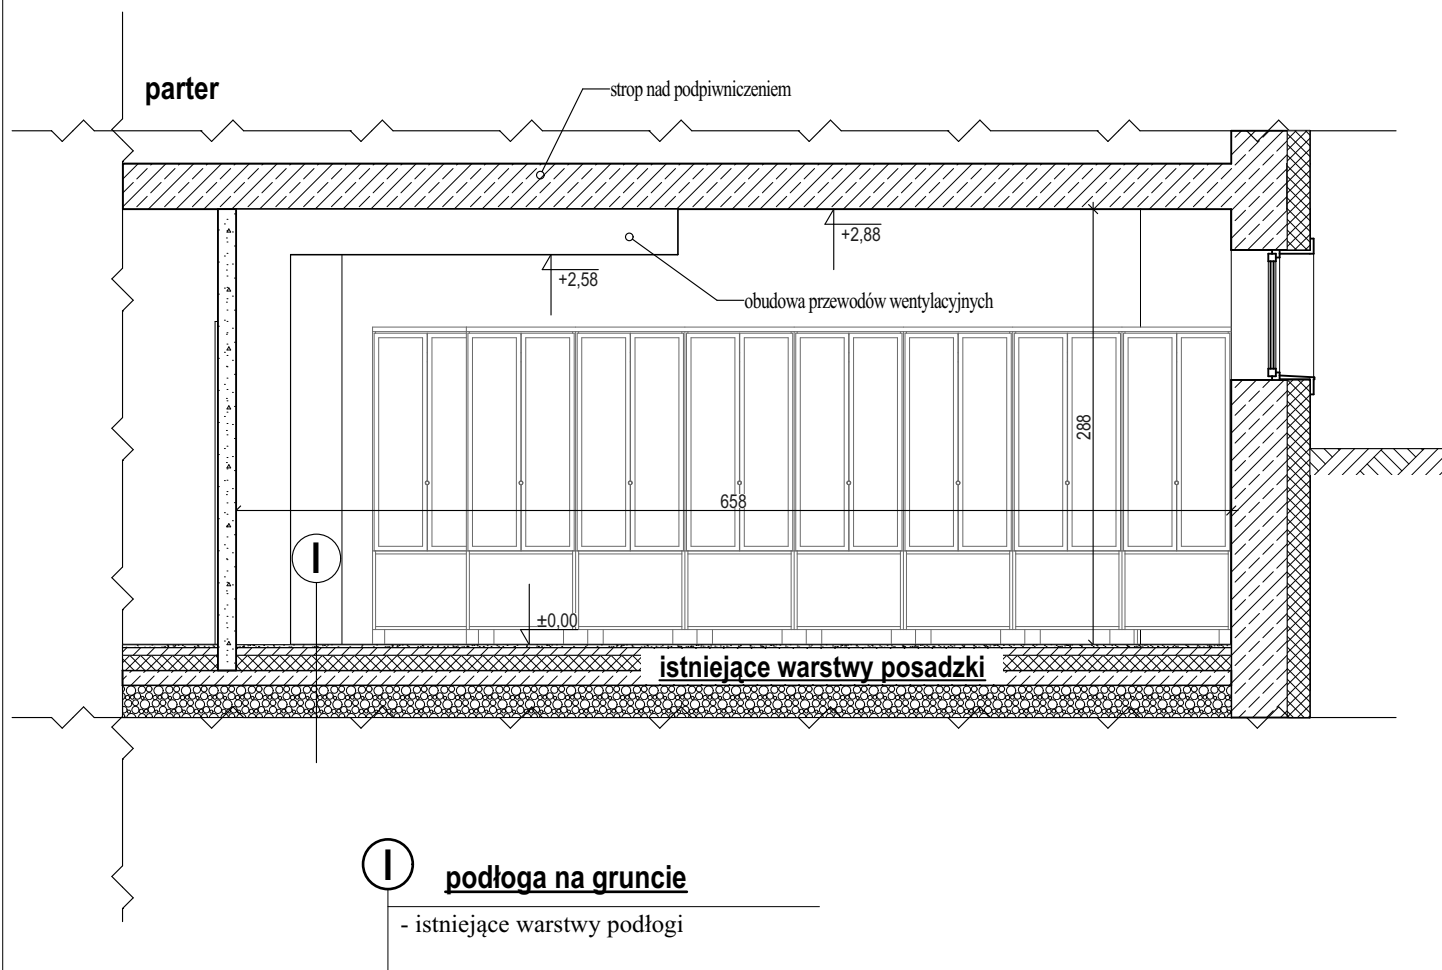 parter
strop nad podpiwniczeniem
+2,88
+2,58
obudowa przewodów wentylacyjnych
288
658
I
±0,00
istniejące warstwy posadzki
I
podłoga na gruncie
- istniejące warstwy podłogi